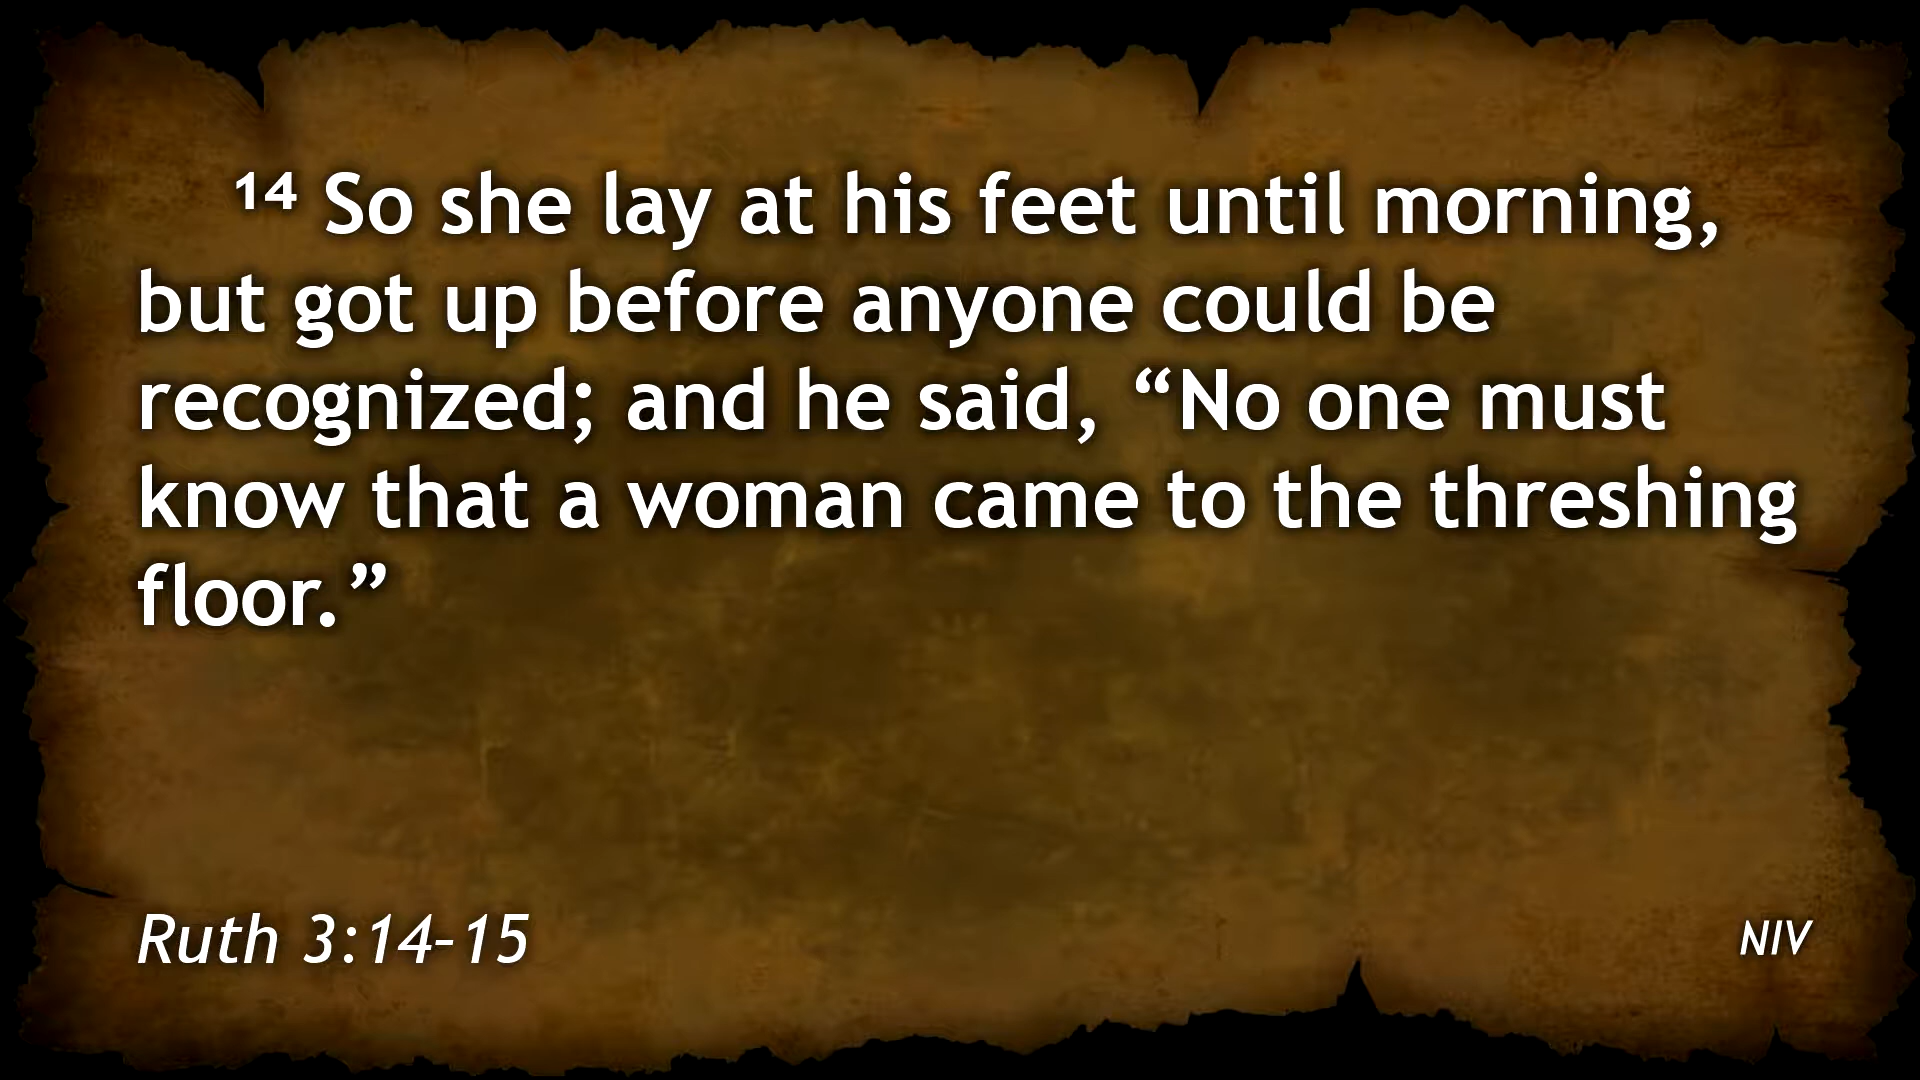 ¹⁴ So she lay at his feet until morning,
but got up before anyone could be
recognized; and he said, “No one must
know that a woman came to the threshing
floor.”
Ruth 3:14–15
NIV